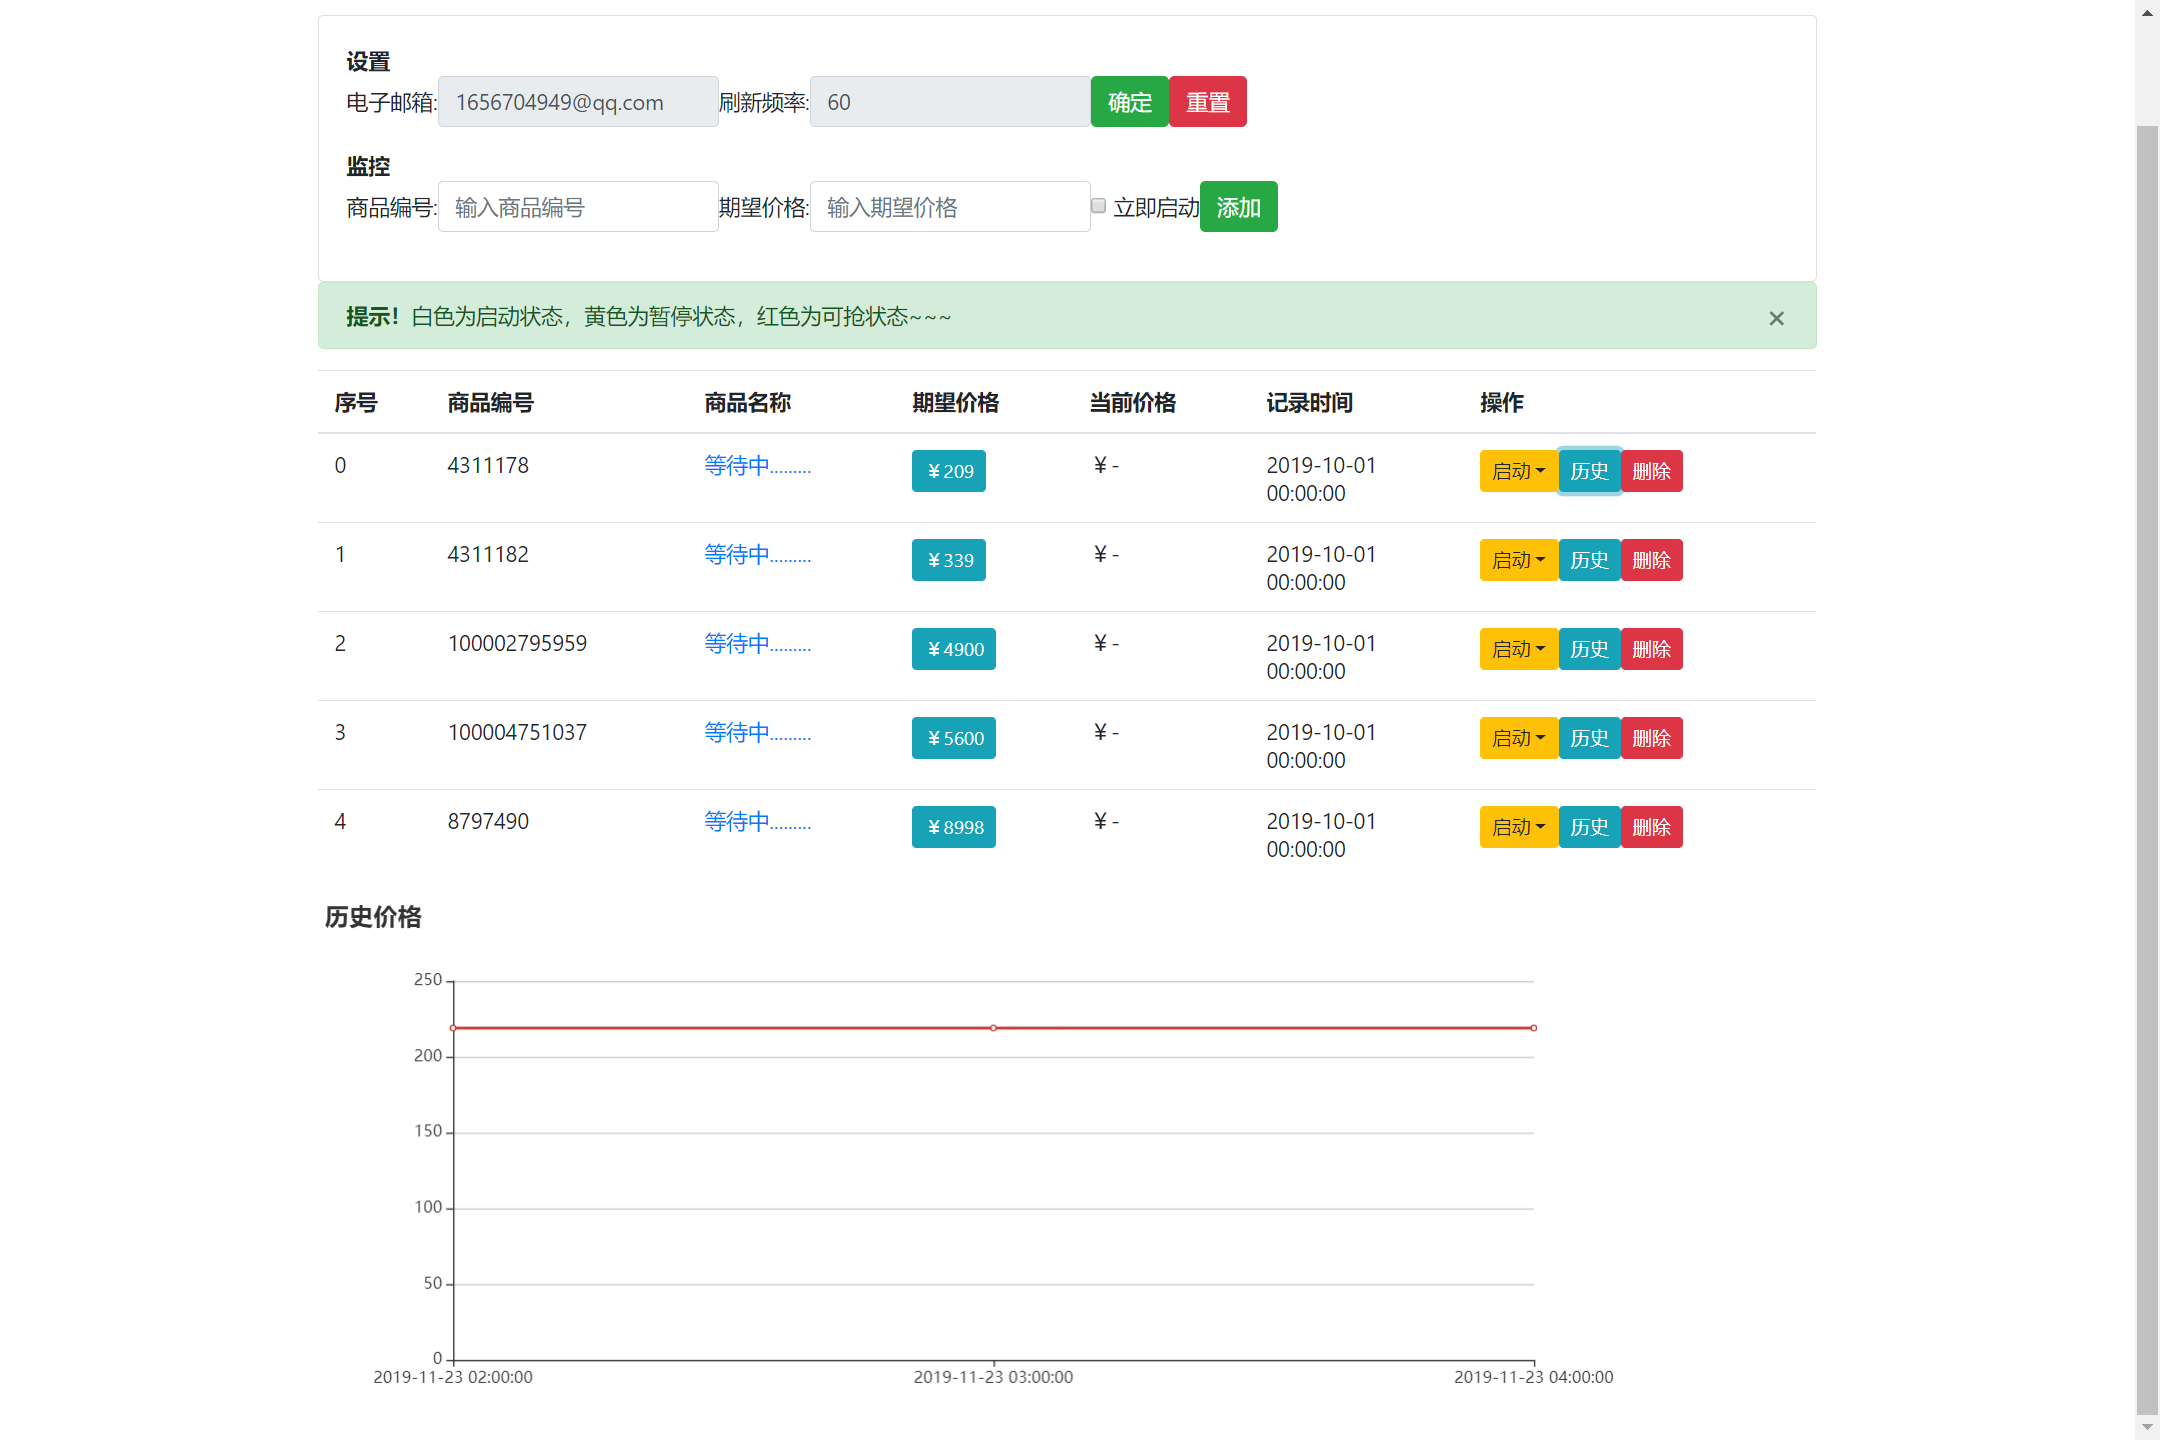 设置
电子邮箱: 1656704949@qq.com 刷新频率: 60 确定 重置
监控
商品编号: 输入商品编号 期望价格: 输入期望价格 立即启动 添加
提示！白色为启动状态，黄色为暂停状态，红色为可抢状态~~~ ×
序号 商品编号 商品名称 期望价格 当前价格 记录时间 操作
0 4311178 等待中......... ¥209 ¥- 2019-10-01 00:00:00 启动 历史 删除
1 4311182 等待中......... ¥339 ¥- 2019-10-01 00:00:00 启动 历史 删除
2 100002795959 等待中......... ¥4900 ¥- 2019-10-01 00:00:00 启动 历史 删除
3 100004751037 等待中......... ¥5600 ¥- 2019-10-01 00:00:00 启动 历史 删除
4 8797490 等待中......... ¥8998 ¥- 2019-10-01 00:00:00 启动 历史 删除
历史价格
250
200
150
100
50
0
2019-11-23 02:00:00 2019-11-23 03:00:00 2019-11-23 04:00:00